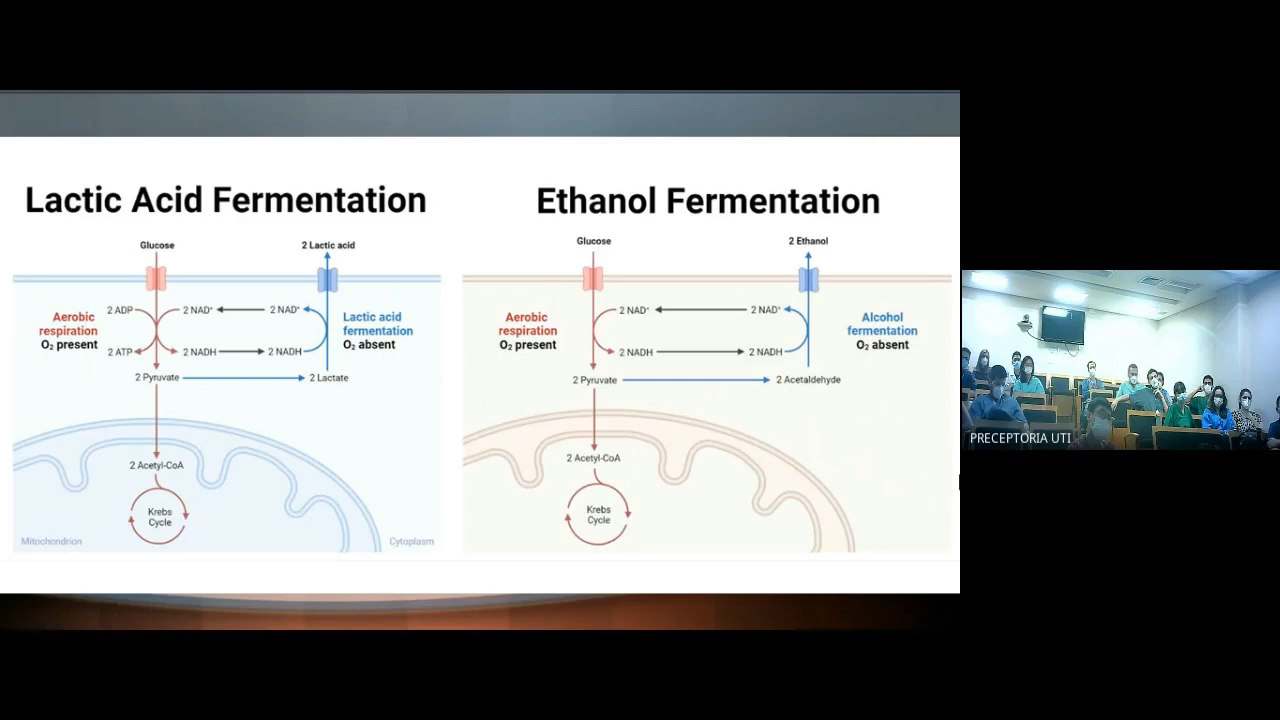 Lactic Acid Fermentation
Glucose
2 Lactic acid
Aerobic
respiration
O₂ present
2 ADP
2 NAD⁺
2 NAD⁺
Lactic acid
fermentation
O₂ absent
2 ATP
2 NADH
2 NADH
2 Pyruvate
2 Lactate
2 Acetyl-CoA
Krebs
Cycle
Mitochondrion
Cytoplasm
Ethanol Fermentation
Glucose
2 Ethanol
Aerobic
respiration
O₂ present
2 NAD⁺
2 NAD⁺
Alcohol
fermentation
O₂ absent
2 NADH
2 NADH
2 Pyruvate
2 Acetaldehyde
2 Acetyl-CoA
Krebs
Cycle
PRECEPTORIA UTI